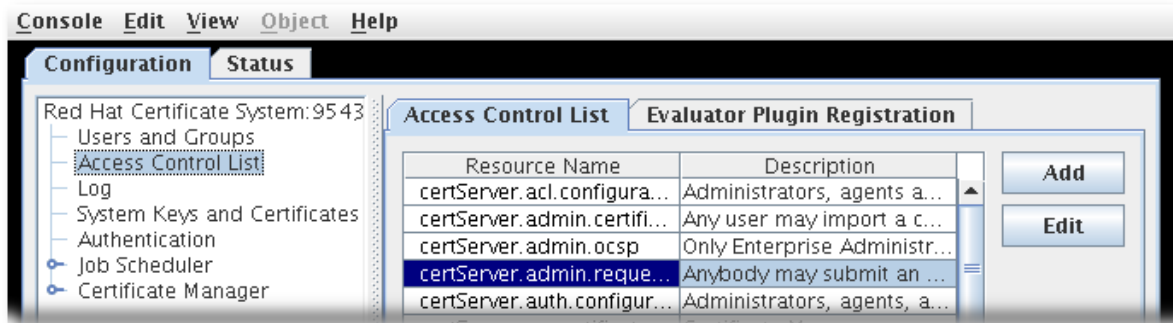 Console Edit View Object Help
Configuration Status
Red Hat Certificate System:9543
Users and Groups
Access Control List
Log
System Keys and Certificates
Authentication
Job Scheduler
Certificate Manager
Access Control List Evaluator Plugin Registration
Resource Name Description
certServer.acl.configura... Administrators, agents a...
certServer.admin.certifi... Any user may import a c...
certServer.admin.ocsp Only Enterprise Administr...
certServer.admin.reque... Anybody may submit an ...
certServer.auth.configur... Administrators, agents, a...
Add
Edit